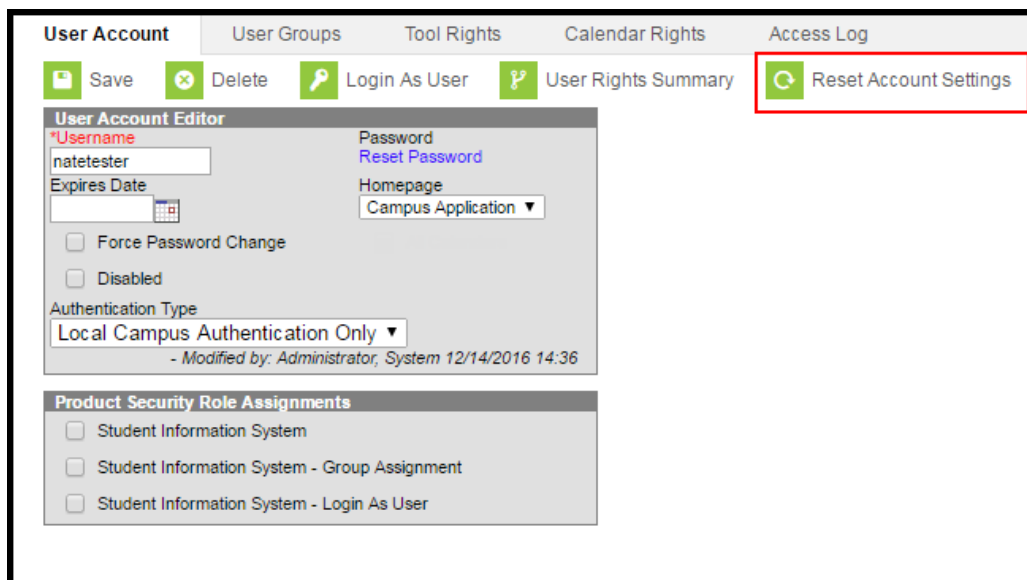 User Account User Groups Tool Rights Calendar Rights Access Log
Save Delete Login As User User Rights Summary Reset Account Settings
User Account Editor
*Username Password
natetester Reset Password
Expires Date Homepage
Campus Application
Force Password Change
Disabled
Authentication Type
Local Campus Authentication Only
- Modified by: Administrator, System 12/14/2016 14:36
Product Security Role Assignments
Student Information System
Student Information System - Group Assignment
Student Information System - Login As User